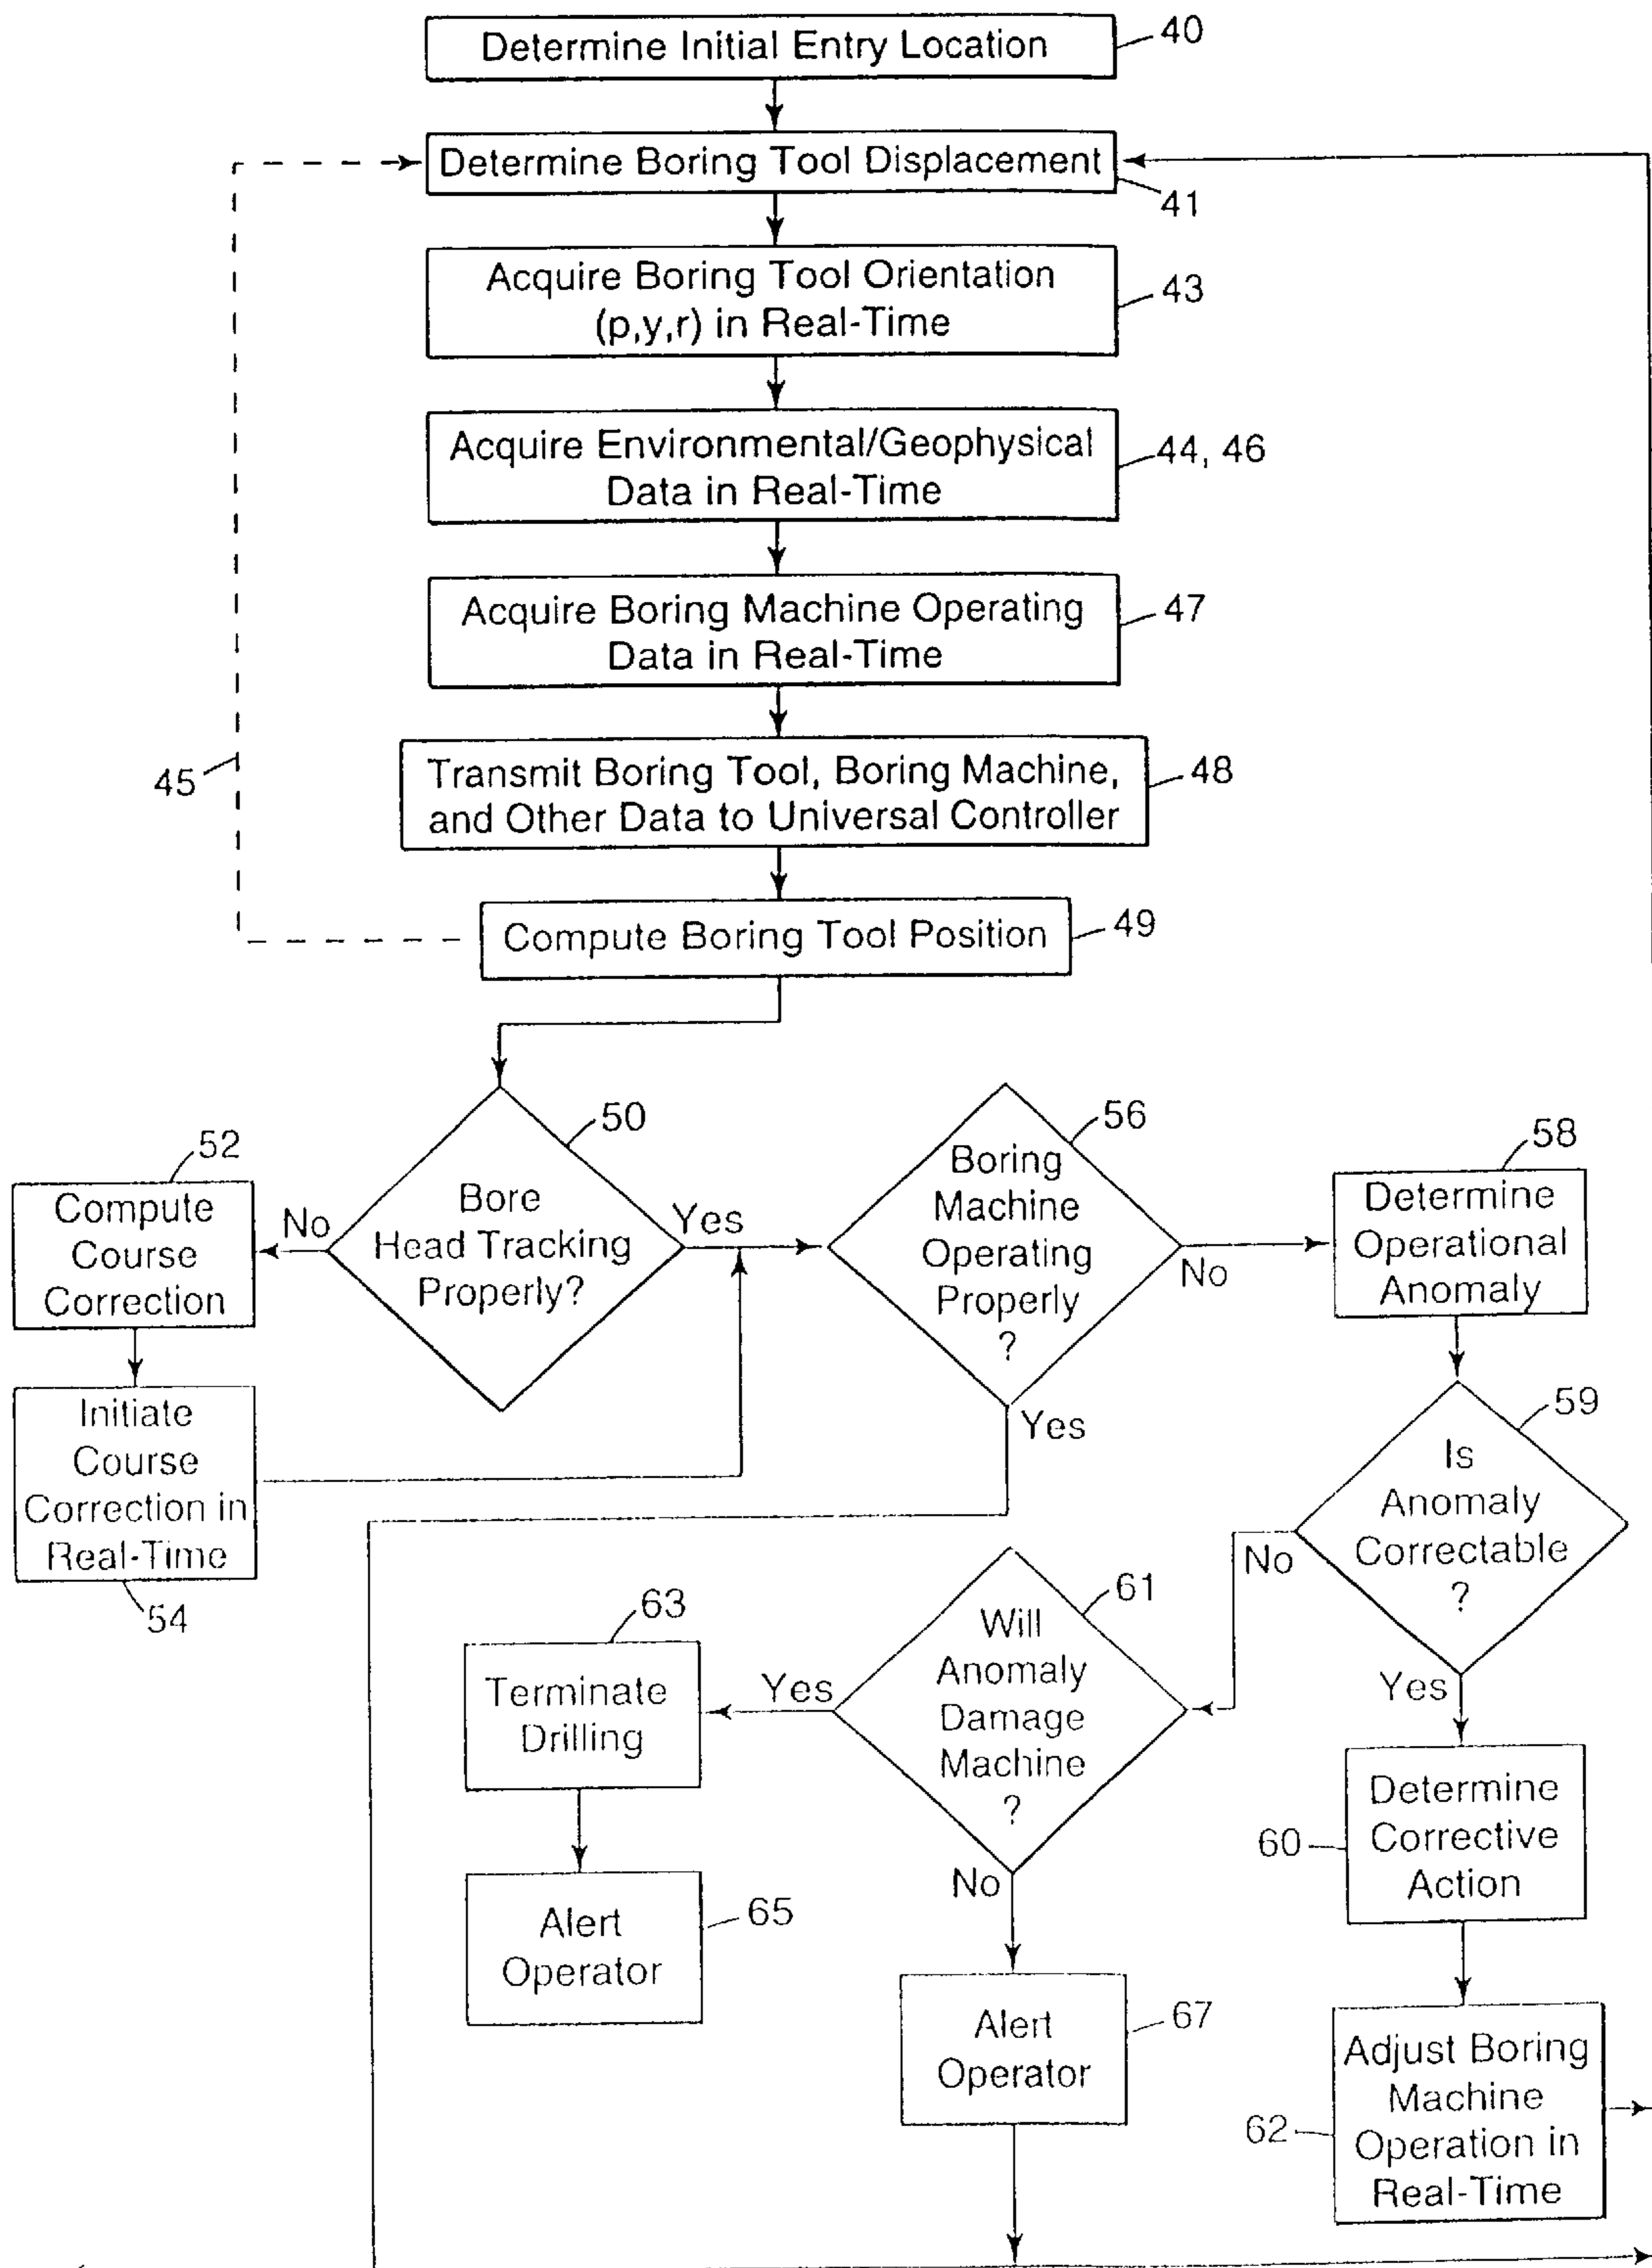 Determine Initial Entry Location
40
Determine Boring Tool Displacement
41
Acquire Boring Tool Orientation
(p,y,r) in Real-Time
43
Acquire Environmental/Geophysical
Data in Real-Time
44, 46
Acquire Boring Machine Operating
Data in Real-Time
47
Transmit Boring Tool, Boring Machine,
and Other Data to Universal Controller
48
45
Compute Boring Tool Position
49
50
Bore
Head Tracking
Properly?
No
Yes
52
Compute
Course
Correction
Initiate
Course
Correction in
Real-Time
54
56
Boring
Machine
Operating
Properly
?
No
Yes
58
Determine
Operational
Anomaly
59
Is
Anomaly
Correctable
?
No
Yes
61
Will
Anomaly
Damage
Machine
?
Yes
No
63
Terminate
Drilling
Alert
Operator
65
Alert
Operator
67
60
Determine
Corrective
Action
62
Adjust Boring
Machine
Operation in
Real-Time